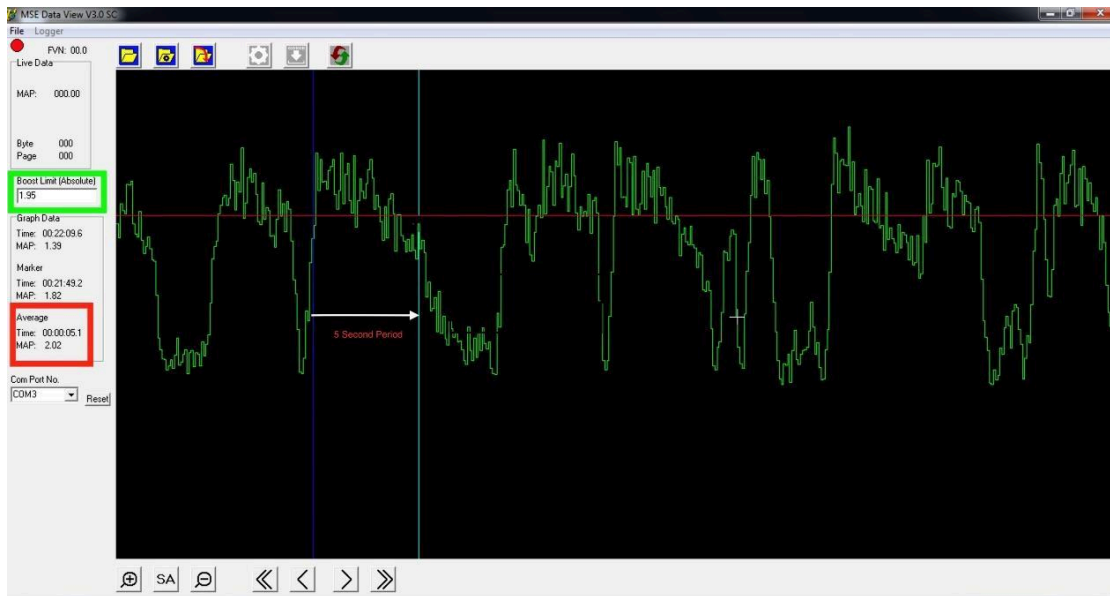 MSE Data View V3.0 SC
File Logger
FVN: 00.0
Live Data
MAP: 000.00
Byte 000
Page 000
Boost Limit (Absolute)
1.95
Graph Data
Time: 00:22:09.6
MAP: 1.39
Marker
Time: 00:21:49.2
MAP: 1.82
Average
Time: 00:00:05.1
MAP: 2.02
Com Port No.
COM3
Reset
5 Second Period
SA